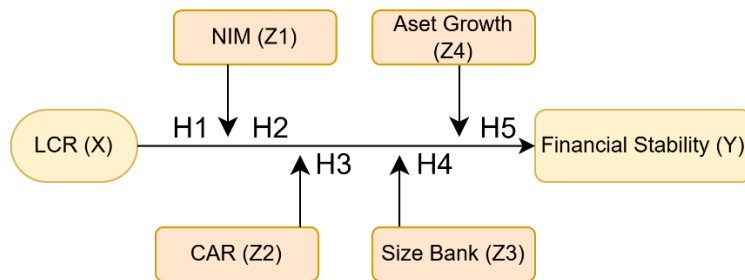 NIM (Z1)
Aset Growth
(Z4)
H1
H2
H5
LCR (X)
Financial Stability (Y)
H3
H4
CAR (Z2)
Size Bank (Z3)